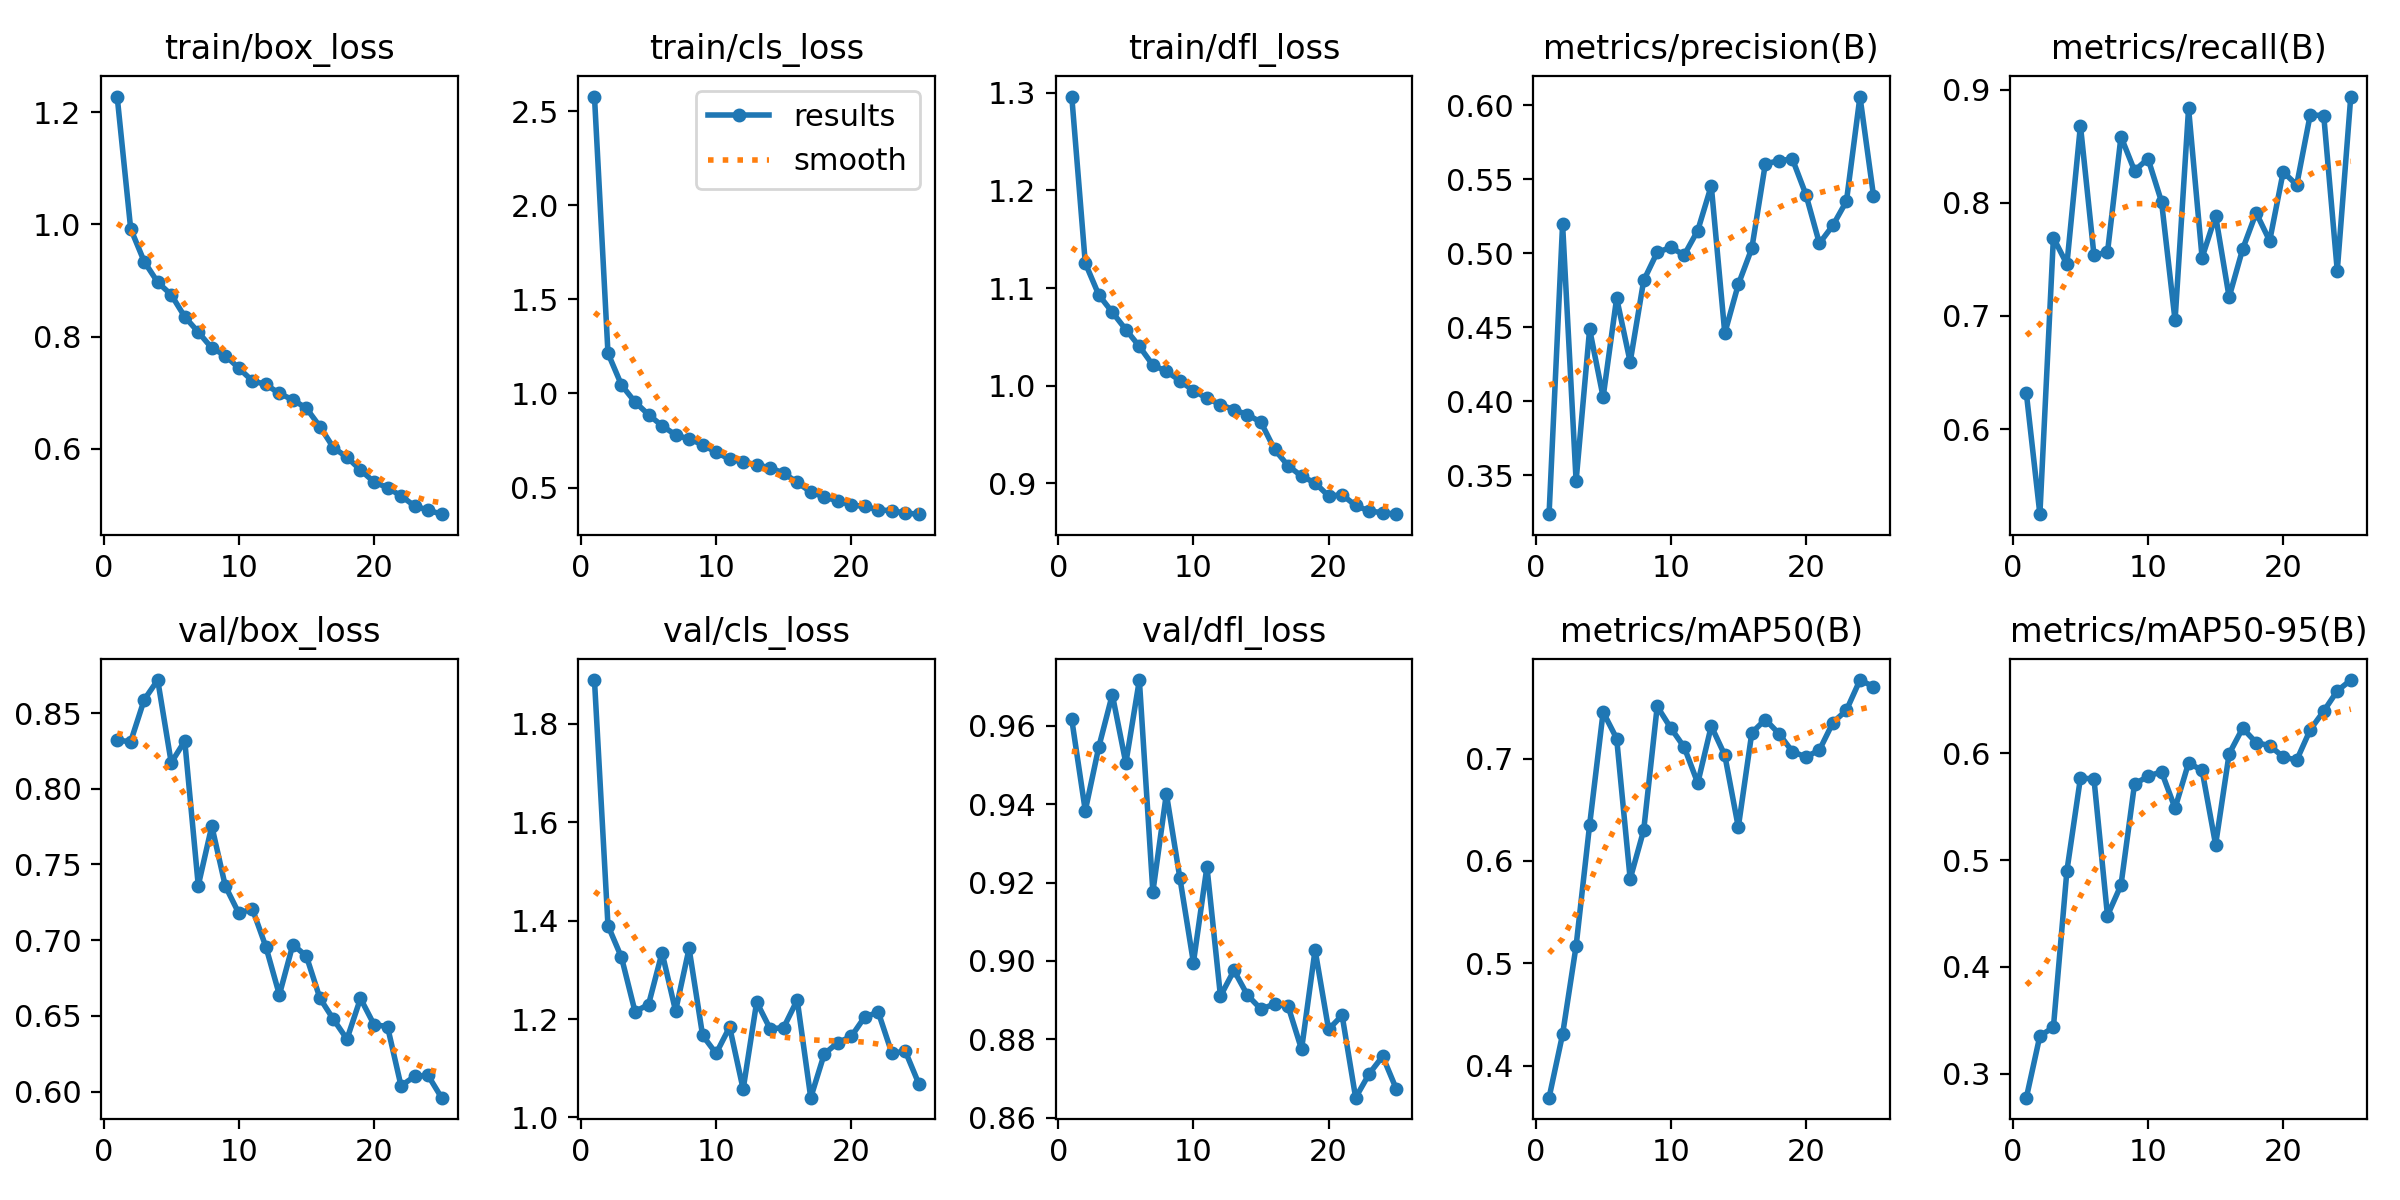 train/box_loss
1.2
1.0
0.8
0.6
0 10 20
train/cls_loss
results
smooth
2.5
2.0
1.5
1.0
0.5
0 10 20
train/dfl_loss
1.3
1.2
1.1
1.0
0.9
0 10 20
metrics/precision(B)
0.60
0.55
0.50
0.45
0.40
0.35
0 10 20
metrics/recall(B)
0.9
0.8
0.7
0.6
0 10 20
val/box_loss
0.85
0.80
0.75
0.70
0.65
0.60
0 10 20
val/cls_loss
1.8
1.6
1.4
1.2
1.0
0 10 20
val/dfl_loss
0.96
0.94
0.92
0.90
0.88
0.86
0 10 20
metrics/mAP50(B)
0.7
0.6
0.5
0.4
0 10 20
metrics/mAP50-95(B)
0.6
0.5
0.4
0.3
0 10 20